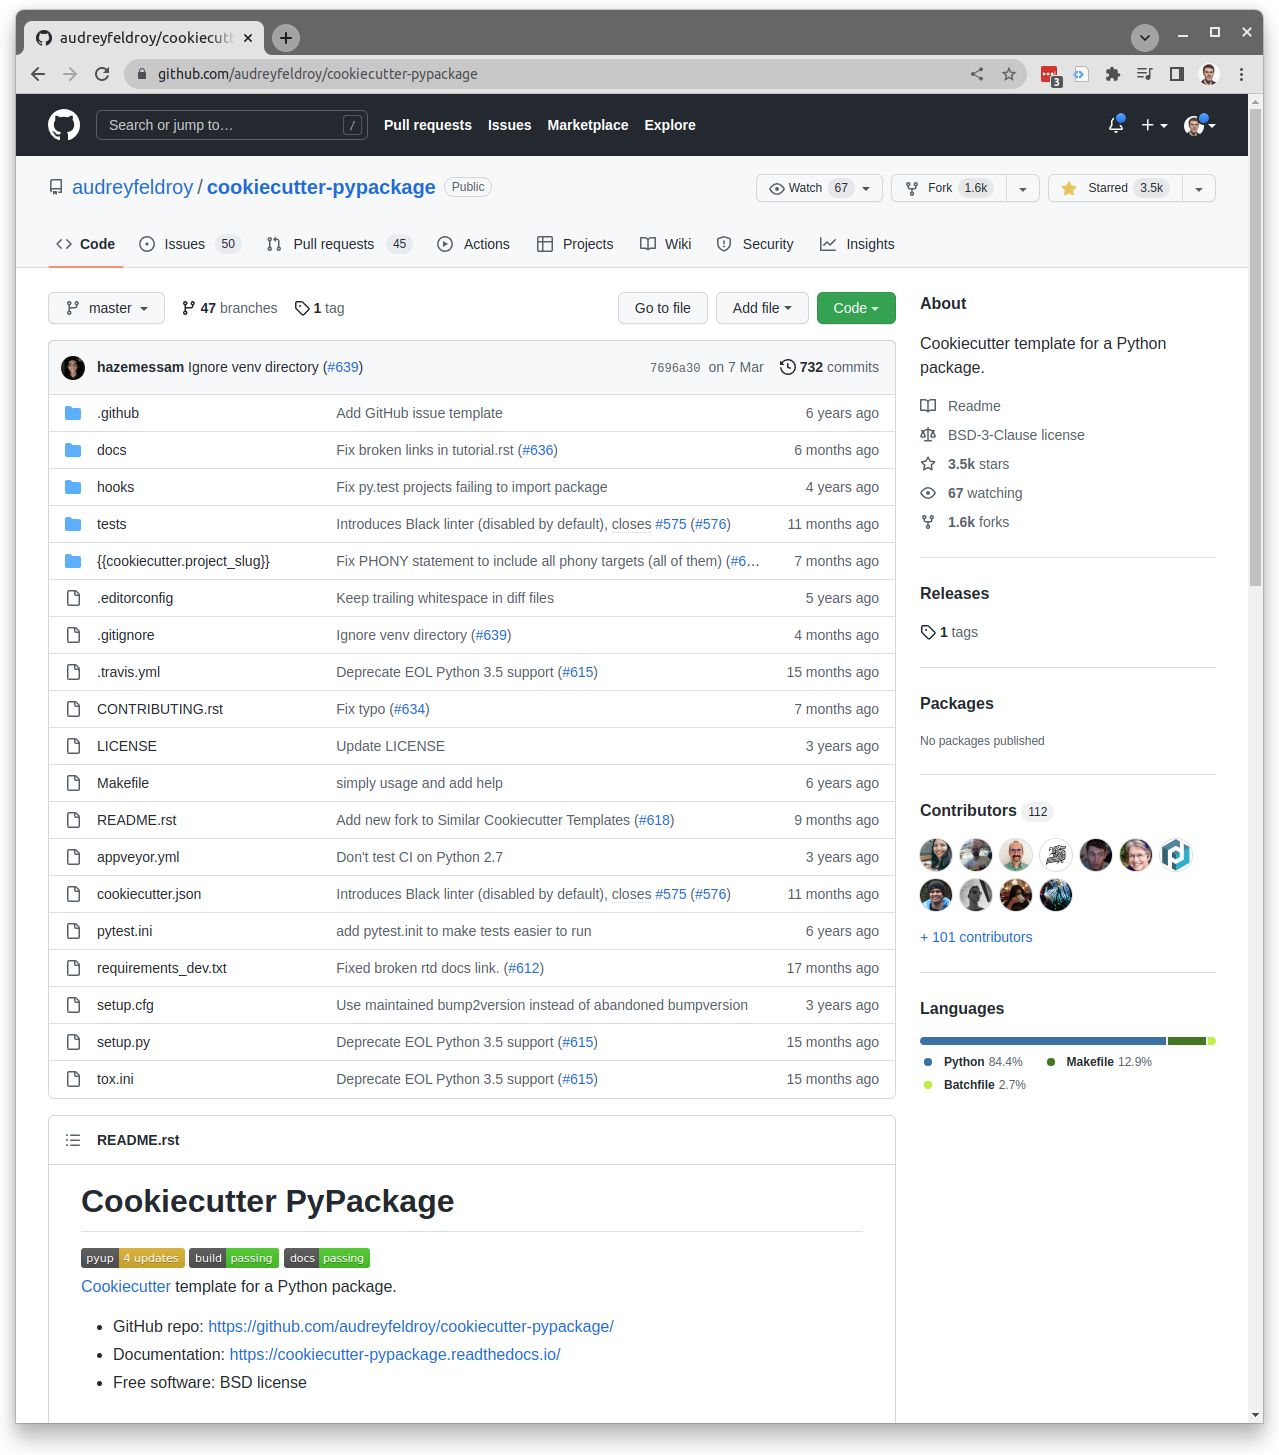 audreyfeldroy/cookiecutt
github.com/audreyfeldroy/cookiecutter-pypackage
3
Search or jump to…
/
Pull requests
Issues
Marketplace
Explore
audreyfeldroy / cookiecutter-pypackage
Public
Watch 67
Fork 1.6k
Starred 3.5k
Code
Issues 50
Pull requests 45
Actions
Projects
Wiki
Security
Insights
master
47 branches
1 tag
Go to file
Add file
Code
hazemessam Ignore venv directory (#639)
7696a30 on 7 Mar
732 commits
.github Add GitHub issue template 6 years ago
docs Fix broken links in tutorial.rst (#636) 6 months ago
hooks Fix py.test projects failing to import package 4 years ago
tests Introduces Black linter (disabled by default), closes #575 (#576) 11 months ago
{{cookiecutter.project_slug}} Fix PHONY statement to include all phony targets (all of them) (#6… 7 months ago
.editorconfig Keep trailing whitespace in diff files 5 years ago
.gitignore Ignore venv directory (#639) 4 months ago
.travis.yml Deprecate EOL Python 3.5 support (#615) 15 months ago
CONTRIBUTING.rst Fix typo (#634) 7 months ago
LICENSE Update LICENSE 3 years ago
Makefile simply usage and add help 6 years ago
README.rst Add new fork to Similar Cookiecutter Templates (#618) 9 months ago
appveyor.yml Don't test CI on Python 2.7 3 years ago
cookiecutter.json Introduces Black linter (disabled by default), closes #575 (#576) 11 months ago
pytest.ini add pytest.init to make tests easier to run 6 years ago
requirements_dev.txt Fixed broken rtd docs link. (#612) 17 months ago
setup.cfg Use maintained bump2version instead of abandoned bumpversion 3 years ago
setup.py Deprecate EOL Python 3.5 support (#615) 15 months ago
tox.ini Deprecate EOL Python 3.5 support (#615) 15 months ago
README.rst
Cookiecutter PyPackage
pyup 4 updates build passing docs passing
Cookiecutter template for a Python package.
• GitHub repo: https://github.com/audreyfeldroy/cookiecutter-pypackage/
• Documentation: https://cookiecutter-pypackage.readthedocs.io/
• Free software: BSD license
About
Cookiecutter template for a Python
package.
Readme
BSD-3-Clause license
3.5k stars
67 watching
1.6k forks
Releases
1 tags
Packages
No packages published
Contributors 112
+ 101 contributors
Languages
Python 84.4%
Makefile 12.9%
Batchfile 2.7%